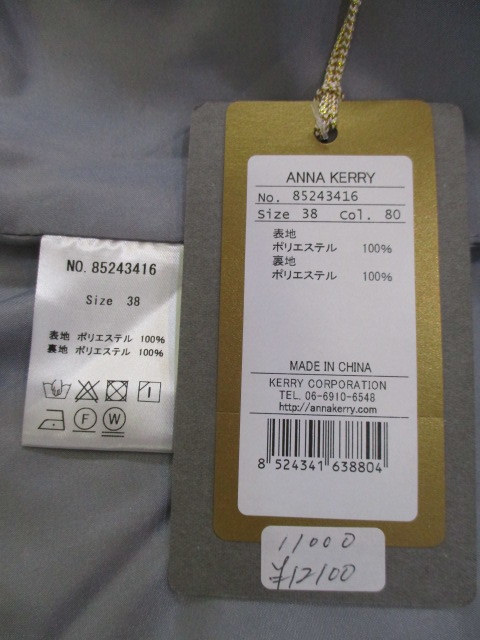 NO. 85243416
Size 38
表地 ポリエステル 100%
裏地 ポリエステル 100%
F W
ANNA KERRY
No. 85243416
Size 38 Col. 80
表地
ポリエステル 100%
裏地
ポリエステル 100%
MADE IN CHINA
KERRY CORPORATION
TEL. 06-6910-6548
http://annakerry.com/
8 524341 638804
11000
¥12100